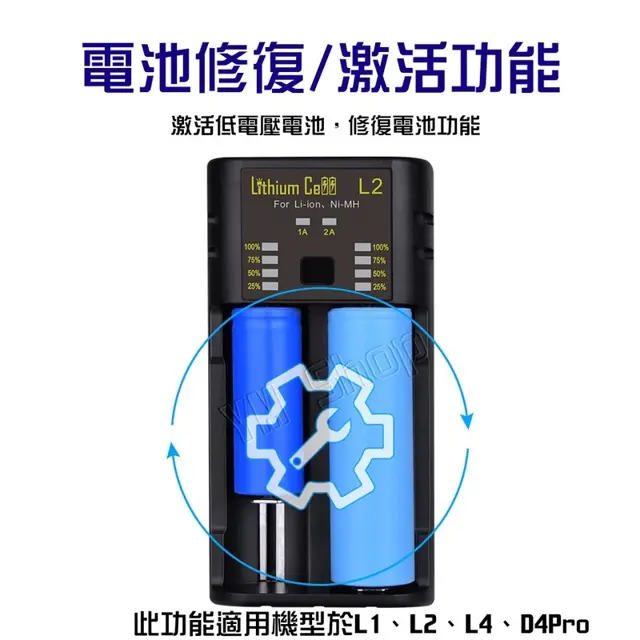 電池修復/激活功能
激活低電壓電池，修復電池功能
Lithium Cell L2
For Li-ion、Ni-MH
1A 2A
100% 100%
75% 75%
50% 50%
25% 25%
YM Shop
此功能適用機型於L1、L2、L4、D4Pro